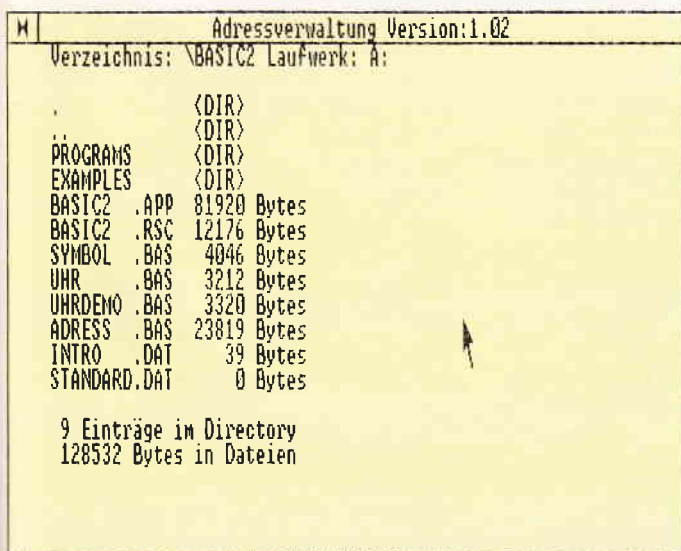 Adressverwaltung Version:1.02
Verzeichnis: \BASIC2 Laufwerk: A:
. <DIR>
.. <DIR>
PROGRAMS <DIR>
EXAMPLES <DIR>
BASIC2 .APP 81920 Bytes
BASIC2 .RSC 12176 Bytes
SYMBOL .BAS 4046 Bytes
UHR .BAS 3212 Bytes
UHRDEMO .BAS 3320 Bytes
ADRESS .BAS 23819 Bytes
INTRO .DAT 39 Bytes
STANDARD.DAT 0 Bytes
9 Einträge im Directory
128532 Bytes in Dateien